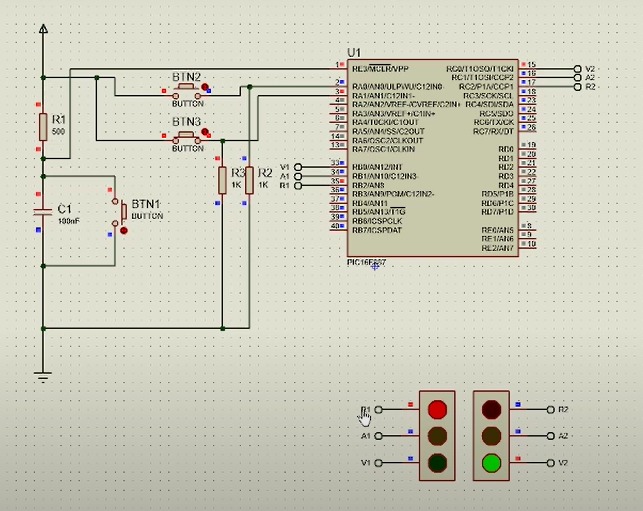 U1
BTN2
BUTTON
BTN3
BUTTON
R1
500
C1
100nF
BTN1
BUTTON
R3
1K
R2
1K
1
RE3/MCLR/VPP
2
RA0/AN0/ULPWU/C12IN0-
3
RA1/AN1/C12IN1-
4
RA2/AN2/VREF-/CVREF/C2IN+
5
RA3/AN3/VREF+/C1IN+
6
RA4/T0CKI/C1OUT
7
RA5/AN4/SS/C2OUT
14
RA6/OSC2/CLKOUT
13
RA7/OSC1/CLKIN
V1
33
RB0/AN12/INT
A1
34
RB1/AN10/C12IN3-
R1
35
RB2/AN8
36
RB3/AN9/PGM/C12IN2-
37
RB4/AN11
38
RB5/AN13/T1G
39
RB6/ICSPCLK
40
RB7/ICSPDAT
RC0/T1OSO/T1CKI
15
V2
RC1/T1OSI/CCP2
16
A2
RC2/P1A/CCP1
17
R2
RC3/SCK/SCL
18
RC4/SDI/SDA
23
RC5/SDO
24
RC6/TX/CK
25
RC7/RX/DT
26
RD0
19
RD1
20
RD2
21
RD3
22
RD4
27
RD5/P1B
28
RD6/P1C
29
RD7/P1D
30
RE0/AN5
8
RE1/AN6
9
RE2/AN7
10
A1
V1
R2
A2
V2